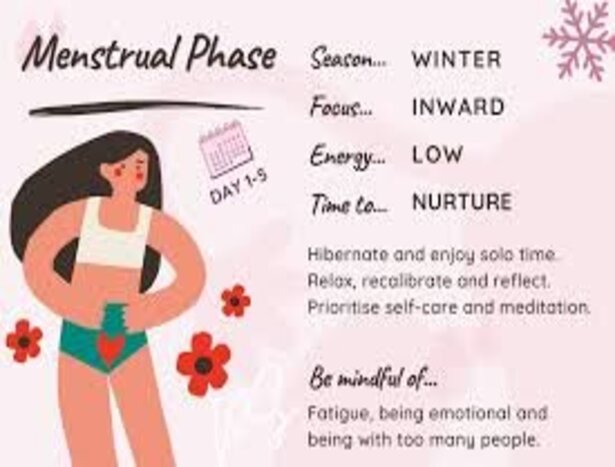 Menstrual Phase
DAY 1-5
Season... WINTER
Focus... INWARD
Energy... LOW
Time to... NURTURE
Hibernate and enjoy solo time.
Relax, recalibrate and reflect.
Prioritise self-care and meditation.
Be mindful of...
Fatigue, being emotional and
being with too many people.